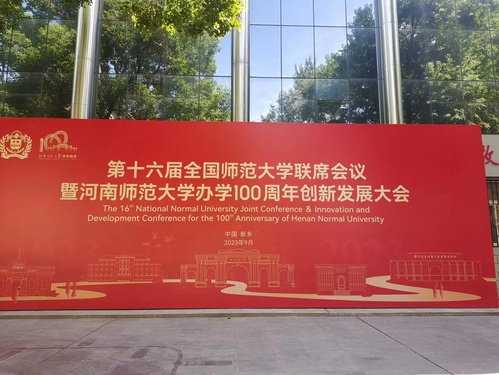 100
第十六届全国师范大学联席会议
暨河南师范大学办学100周年创新发展大会
The 16th National Normal University Joint Conference & Innovation and
Development Conference for the 100th Anniversary of Henan Normal University
中国·新乡
2023年9月